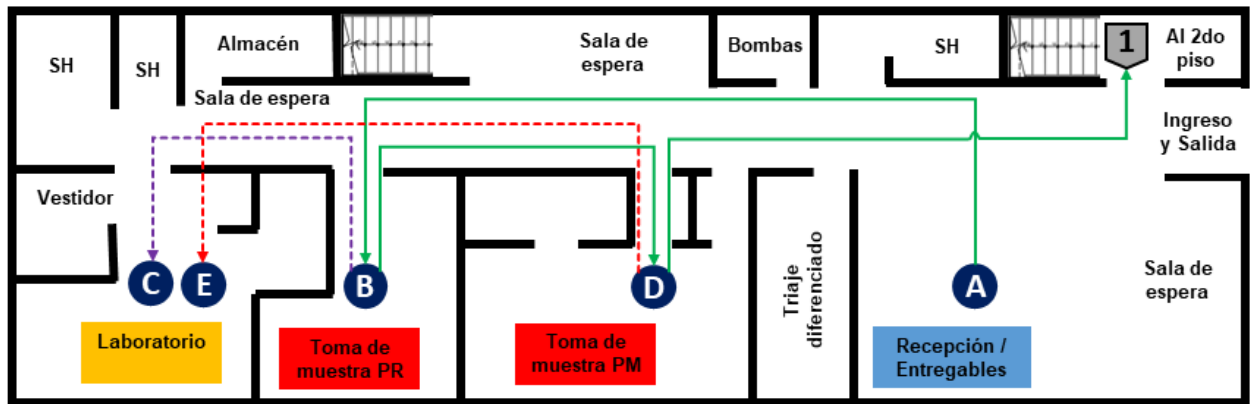 SH
SH
Almacén
Sala de
espera
Bombas
SH
1
Al 2do
piso
Sala de espera
Ingreso
y Salida
Vestidor
C
E
B
D
A
Triaje
diferenciado
Sala de
espera
Laboratorio
Toma de
muestra PR
Toma de
muestra PM
Recepción /
Entregables